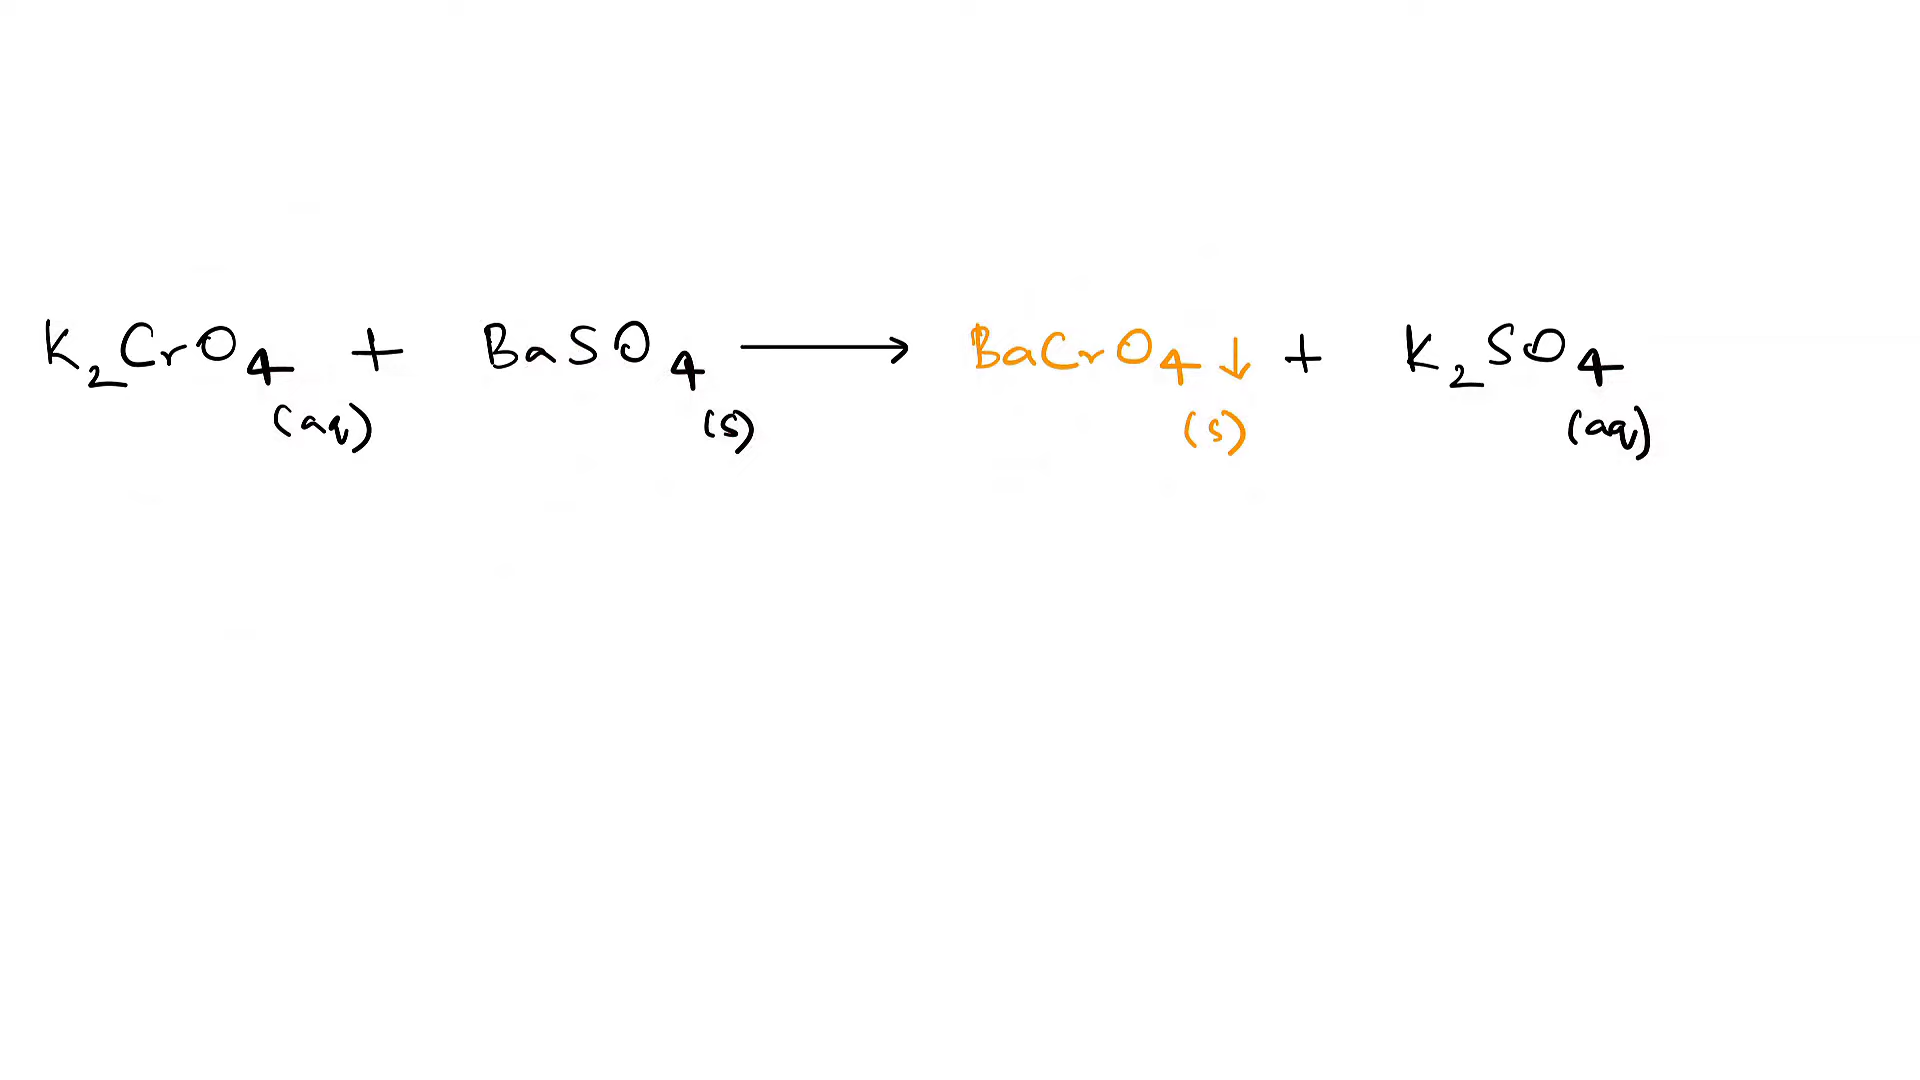 K₂CrO₄ + BaSO₄ ⟶ BaCrO₄↓ + K₂SO₄
(aq) (s) (s) (aq)